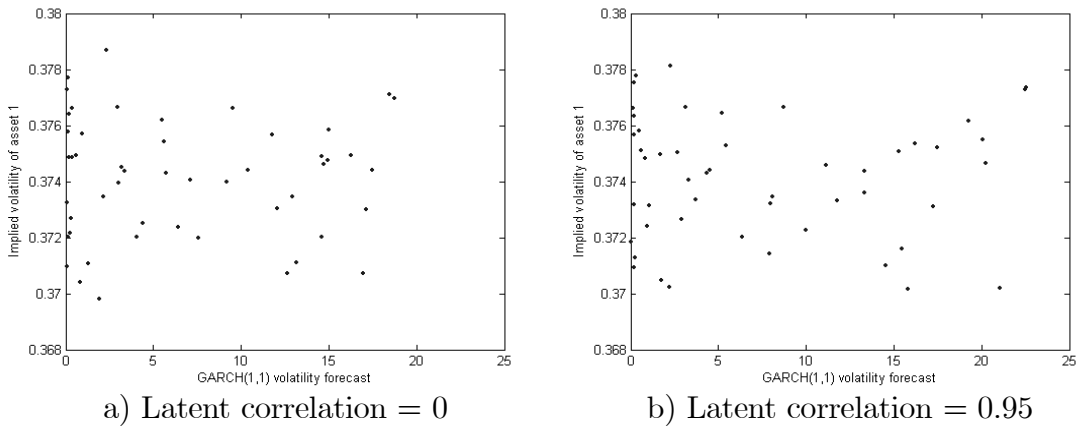 0.38
0.378
0.376
0.374
0.372
0.37
0.368
Implied volatility of asset 1
0 5 10 15 20 25
GARCH(1,1) volatility forecast
a) Latent correlation = 0
0.38
0.378
0.376
0.374
0.372
0.37
0.368
Implied volatility of asset 1
0 5 10 15 20 25
GARCH(1,1) volatility forecast
b) Latent correlation = 0.95